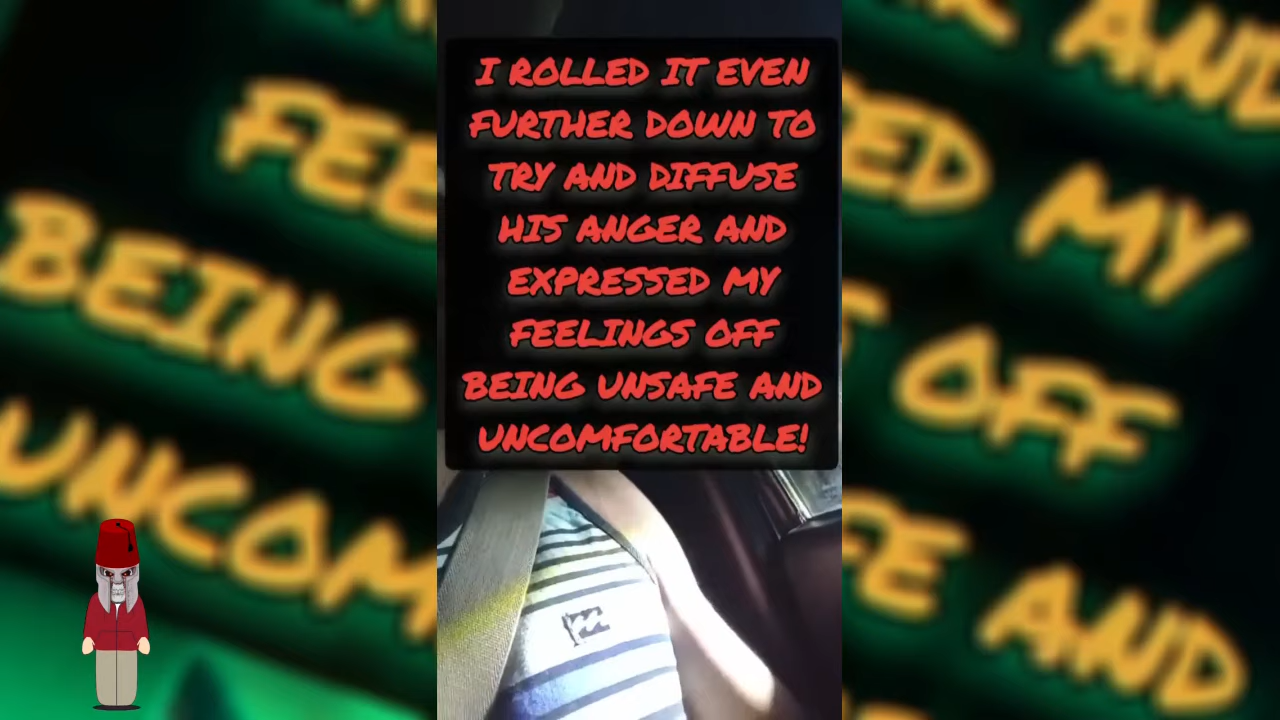 I ROLLED IT EVEN
FURTHER DOWN TO
TRY AND DIFFUSE
HIS ANGER AND
EXPRESSED MY
FEELINGS OFF
BEING UNSAFE AND
UNCOMFORTABLE!